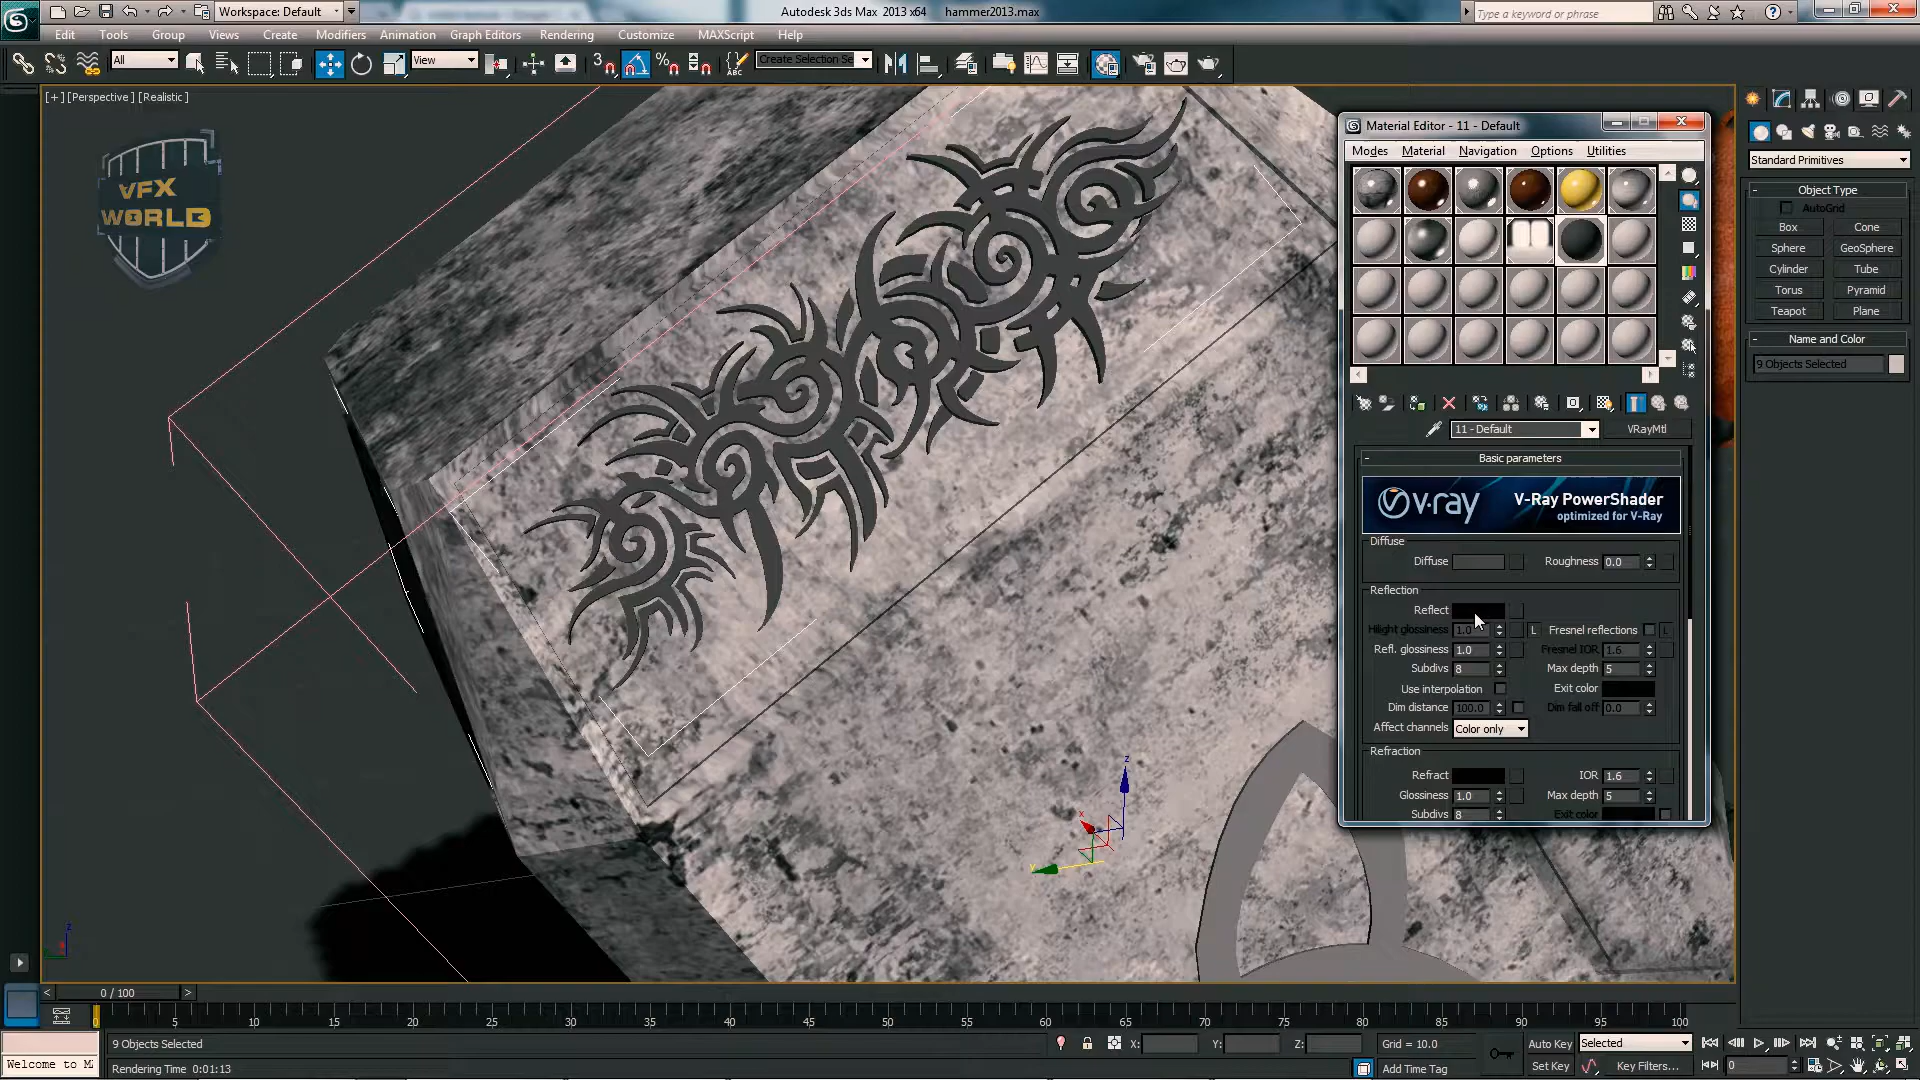 Workspace: Default
Autodesk 3ds Max 2013 x64 hammer2013.max
Type a keyword or phrase
Edit Tools Group Views Create Modifiers Animation Graph Editors Rendering Customize MAXScript Help
All
View
3
Create Selection Se
[+] [Perspective] [Realistic]
VFX
WORLD
Material Editor - 11 - Default
Modes Material Navigation Options Utilities
11 - Default
VRayMtl
Basic parameters
v-ray
V-Ray PowerShader
optimized for V-Ray
Diffuse
Diffuse Roughness 0.0
Reflection
Reflect
Hilight glossiness 1.0 L Fresnel reflections L
Refl. glossiness 1.0 Fresnel IOR 1.6
Subdivs 8 Max depth 5
Use interpolation Exit color
Dim distance 100.0 Dim fall off 0.0
Affect channels Color only
Refraction
Refract IOR 1.6
Glossiness 1.0 Max depth 5
Subdivs 8 Exit color
Standard Primitives
- Object Type
AutoGrid
Box Cone
Sphere GeoSphere
Cylinder Tube
Torus Pyramid
Teapot Plane
- Name and Color
9 Objects Selected
z
x
y
z
< 0 / 100 >
5 10 15 20 25 30 35 40 45 50 55 60 65 70 75 80 85 90 95 100
9 Objects Selected
X: Y: Z: Grid = 10.0
Auto Key Selected
Welcome to M
Rendering Time 0:01:13
Add Time Tag
Set Key Key Filters...
0